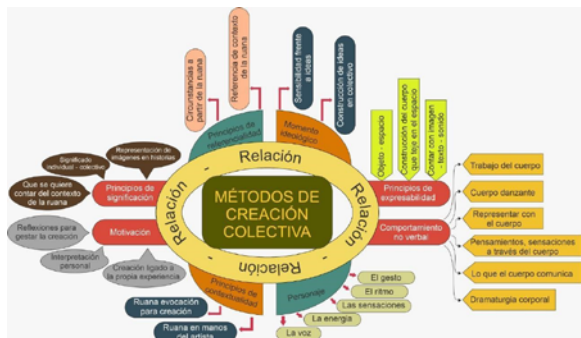 Circunstancias a
partir de la ruana
Referencia de contexto
de la ruana
Sensibilidad frente
a ideas
Construcción de ideas
en colectivo
Principios de
referencialidad
Momento
ideológico
Objeto - espacio
Construcción del cuerpo
que teje en el espacio
Contar con imagen
- texto - sonido
Significado
individual - colectivo
Representación de
imágenes en historias
Que se quiere
contar del contexto
de la ruana
Principios de
significación
Relación
Relación
Relación
Relación
MÉTODOS DE
CREACIÓN
COLECTIVA
Principios de
expresabilidad
Comportamiento
no verbal
Trabajo del cuerpo
Cuerpo danzante
Representar con
el cuerpo
Pensamientos, sensaciones
a través del cuerpo
Lo que el cuerpo comunica
Dramaturgia corporal
Reflexiones para
gestar la creación
Motivación
Interpretación
personal
Creación ligado a
la propia experiencia
Principios de
contextualidad
Ruana evocación
para creación
Ruana en manos
del artista
Personaje
El gesto
El ritmo
Las sensaciones
La energía
La voz